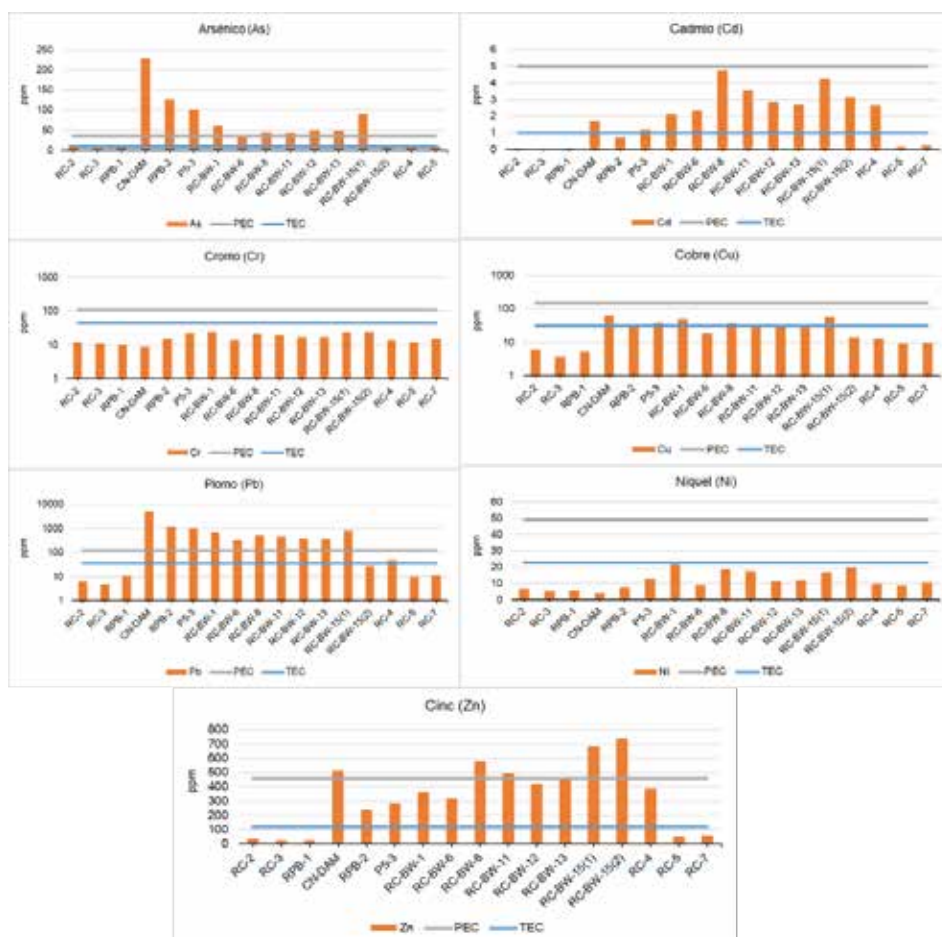 Arsénico (As)
250
200
150
100
50
0
ppm
RC-2
RC-3
RPB-1
CN-DAM
RPB-2
P5-3
RC-BW-1
RC-BW-6
RC-BW-8
RC-BW-11
RC-BW-12
RC-BW-13
RC-BW-15(1)
RC-BW-15(2)
RC-4
RC-5
RC-7
As PEC TEC
Cadmio (Cd)
6
5
4
3
2
1
0
ppm
RC-2
RC-3
RPB-1
CN-DAM
RPB-2
P5-3
RC-BW-1
RC-BW-6
RC-BW-8
RC-BW-11
RC-BW-12
RC-BW-13
RC-BW-15(1)
RC-BW-15(2)
RC-4
RC-5
RC-7
Cd PEC TEC
Cromo (Cr)
1000
100
10
1
ppm
RC-2
RC-3
RPB-1
CN-DAM
RPB-2
P5-3
RC-BW-1
RC-BW-6
RC-BW-8
RC-BW-11
RC-BW-12
RC-BW-13
RC-BW-15(1)
RC-BW-15(2)
RC-4
RC-5
RC-7
Cr PEC TEC
Cobre (Cu)
1000
100
10
1
ppm
RC-2
RC-3
RPB-1
CN-DAM
RPB-2
P5-3
RC-BW-1
RC-BW-6
RC-BW-8
RC-BW-11
RC-BW-12
RC-BW-13
RC-BW-15(1)
RC-BW-15(2)
RC-4
RC-5
RC-7
Cu PEC TEC
Plomo (Pb)
10000
1000
100
10
1
ppm
RC-2
RC-3
RPB-1
CN-DAM
RPB-2
P5-3
RC-BW-1
RC-BW-6
RC-BW-8
RC-BW-11
RC-BW-12
RC-BW-13
RC-BW-15(1)
RC-BW-15(2)
RC-4
RC-5
RC-7
Pb PEC TEC
Niquel (Ni)
60
50
40
30
20
10
0
ppm
RC-2
RC-3
RPB-1
CN-DAM
RPB-2
P5-3
RC-BW-1
RC-BW-6
RC-BW-8
RC-BW-11
RC-BW-12
RC-BW-13
RC-BW-15(1)
RC-BW-15(2)
RC-4
RC-5
RC-7
Ni PEC TEC
Cinc (Zn)
800
700
600
500
400
300
200
100
0
ppm
RC-2
RC-3
RPB-1
CN-DAM
RPB-2
P5-3
RC-BW-1
RC-BW-6
RC-BW-8
RC-BW-11
RC-BW-12
RC-BW-13
RC-BW-15(1)
RC-BW-15(2)
RC-4
RC-5
RC-7
Zn PEC TEC